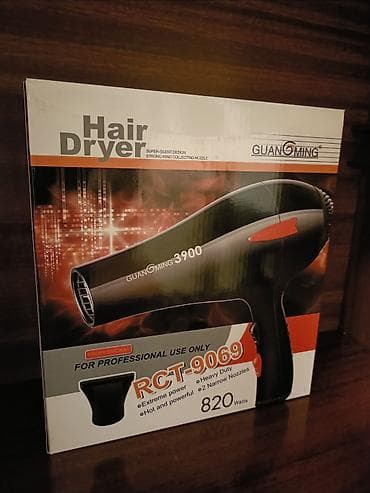 Hair
Dryer
SUPER QUIET DESIGN
STRONG WIND COLLECTING NOZZLE
GUANGMING®
GUANGMING 3900
PROFESSIONAL
FOR PROFESSIONAL USE ONLY
RCT-9069
•Extreme power •Heavy Duty
•Hot and powerful •2 Narrow Nozzles
820 Watts